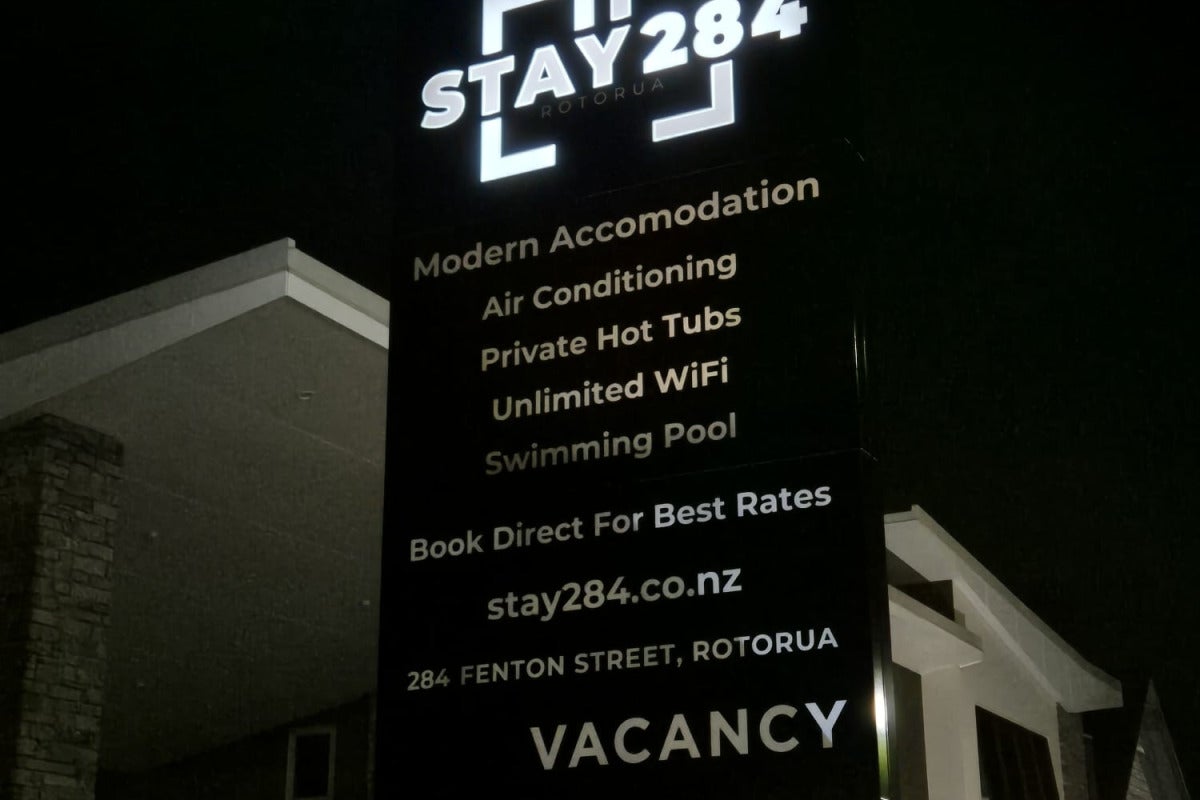 STAY284
ROTORUA
Modern Accomodation
Air Conditioning
Private Hot Tubs
Unlimited WiFi
Swimming Pool
Book Direct For Best Rates
stay284.co.nz
284 FENTON STREET, ROTORUA
VACANCY